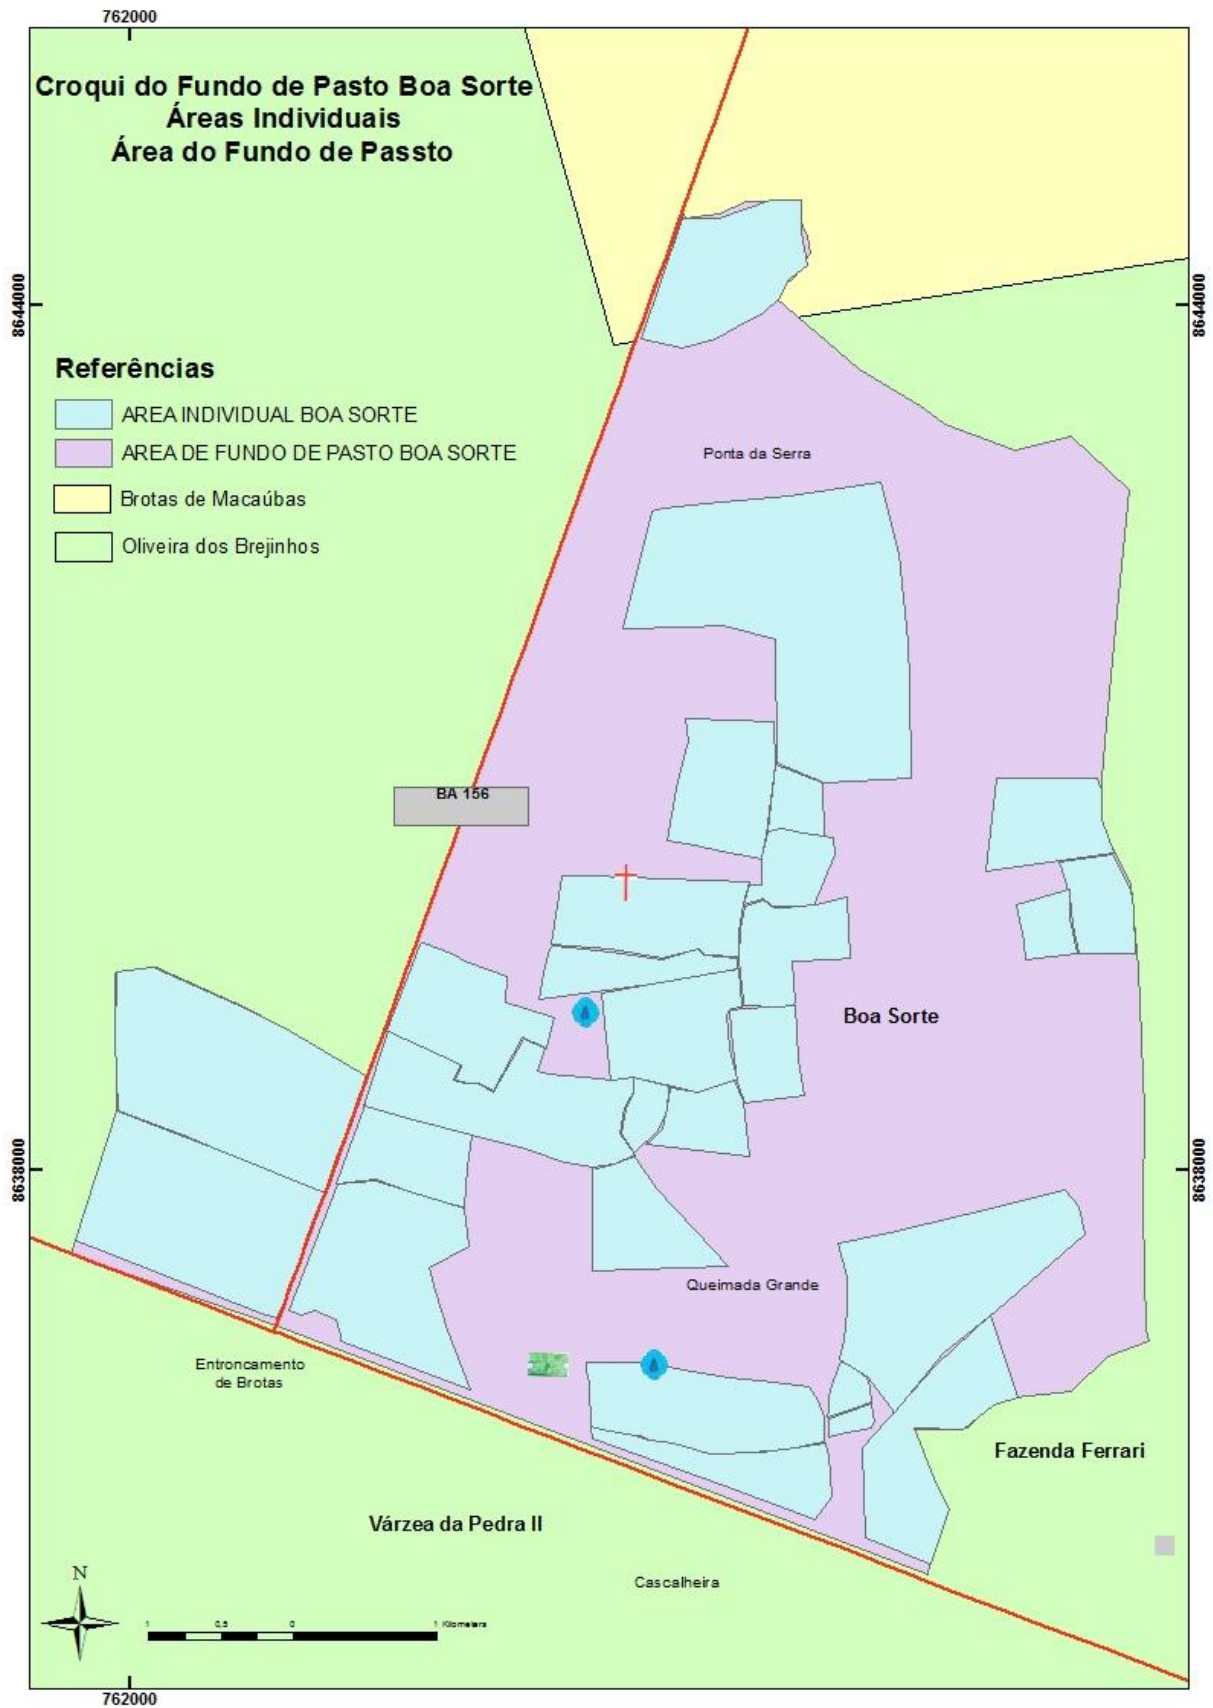 762000
Croqui do Fundo de Pasto Boa Sorte
Áreas Individuais
Área do Fundo de Passto
8644000
8644000
Referências
AREA INDIVIDUAL BOA SORTE
AREA DE FUNDO DE PASTO BOA SORTE
Brotas de Macaúbas
Oliveira dos Brejinhos
Ponta da Serra
BA 156
Boa Sorte
8638000
8638000
Queimada Grande
Entroncamento
de Brotas
Fazenda Ferrari
Várzea da Pedra II
Cascalheira
N
1 0,5 0 1 Kilometers
762000